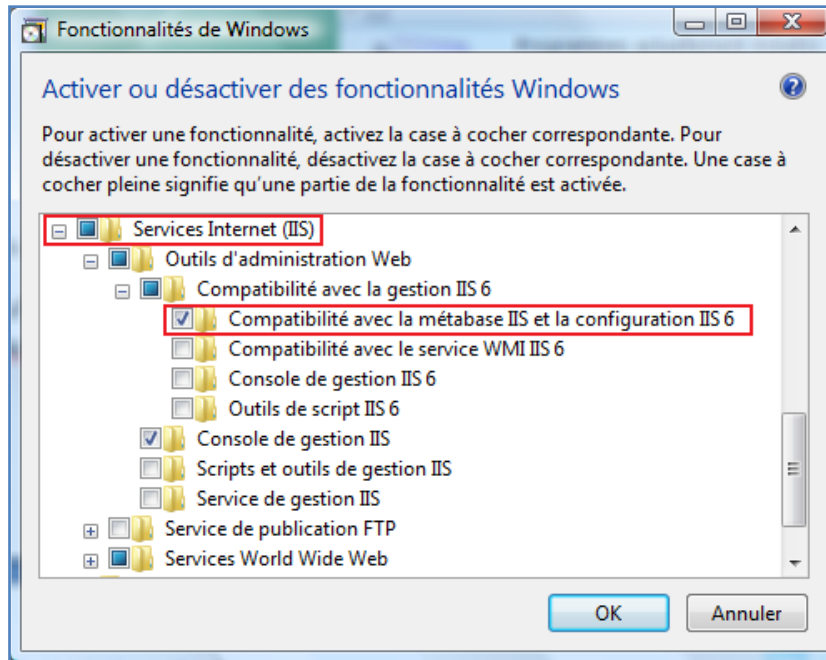 Fonctionnalités de Windows
Activer ou désactiver des fonctionnalités Windows
Pour activer une fonctionnalité, activez la case à cocher correspondante. Pour
désactiver une fonctionnalité, désactivez la case à cocher correspondante. Une case à
cocher pleine signifie qu'une partie de la fonctionnalité est activée.
Services Internet (IIS)
Outils d'administration Web
Compatibilité avec la gestion IIS 6
Compatibilité avec la métabase IIS et la configuration IIS 6
Compatibilité avec le service WMI IIS 6
Console de gestion IIS 6
Outils de script IIS 6
Console de gestion IIS
Scripts et outils de gestion IIS
Service de gestion IIS
Service de publication FTP
Services World Wide Web
OK Annuler